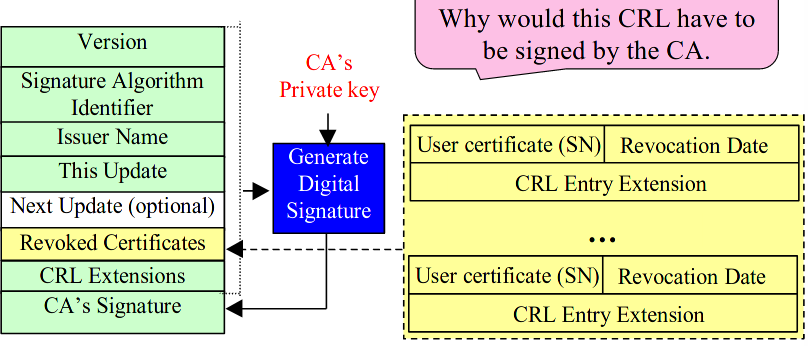 Why would this CRL have to
be signed by the CA.
Version
Signature Algorithm
Identifier
Issuer Name
This Update
Next Update (optional)
Revoked Certificates
CRL Extensions
CA’s Signature
CA’s
Private key
Generate
Digital
Signature
User certificate (SN) Revocation Date
CRL Entry Extension
...
User certificate (SN) Revocation Date
CRL Entry Extension